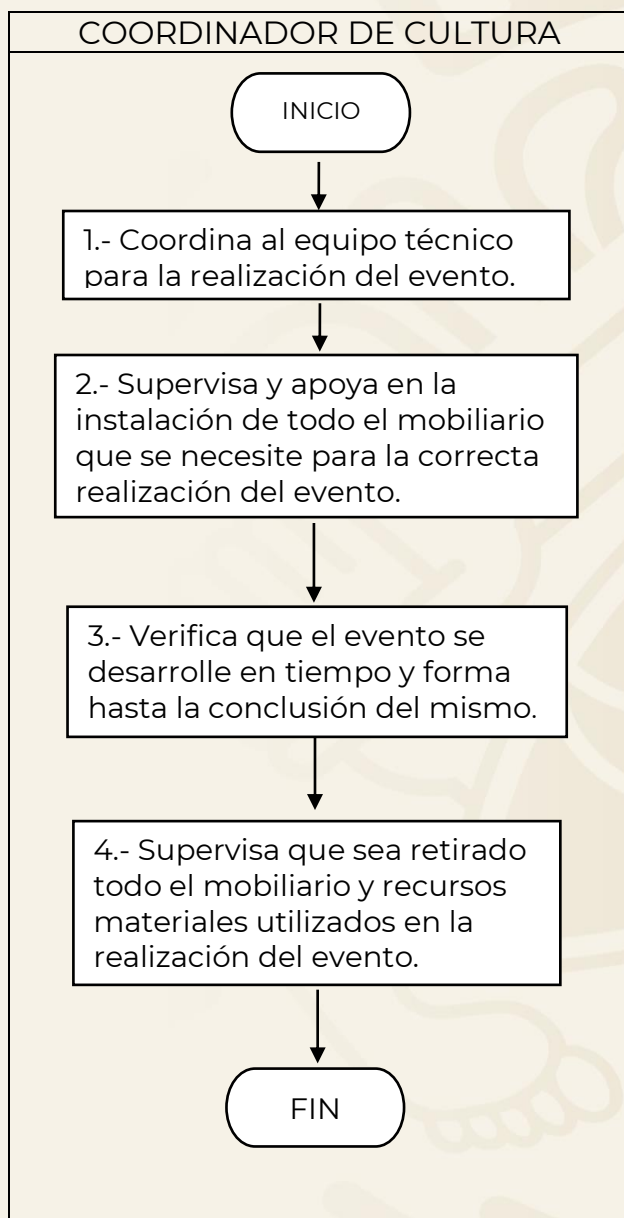 COORDINADOR DE CULTURA
INICIO
1.- Coordina al equipo técnico
para la realización del evento.
2.- Supervisa y apoya en la
instalación de todo el mobiliario
que se necesite para la correcta
realización del evento.
3.- Verifica que el evento se
desarrolle en tiempo y forma
hasta la conclusión del mismo.
4.- Supervisa que sea retirado
todo el mobiliario y recursos
materiales utilizados en la
realización del evento.
FIN